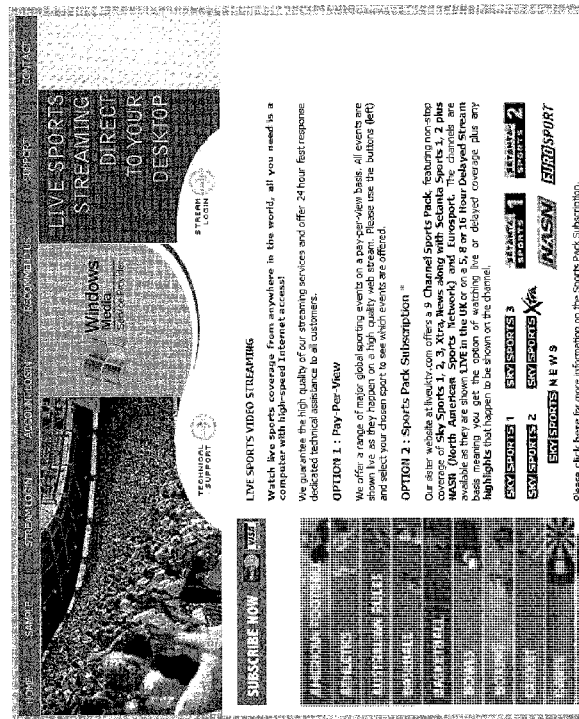 CONTACT
LIVE SPORTS
STREAMING
DIRECT
TO YOUR
DESKTOP
Windows
Media
TECHNICAL
SUPPORT
STREAM
LOGIN
SUBSCRIBE NOW
LIVE SPORTS VIDEO STREAMING
Watch live sports coverage from anywhere in the world, all you need is a
computer with high-speed Internet access!
We guarantee the high quality of our streaming services and offer 24 hour fast response
dedicated technical assistance to all customers.
OPTION 1 : Pay-Per-View
We offer a range of major global sporting events on a pay-per-view basis. All events are
shown live as they happen on a high quality web stream. Please use the buttons (left)
and select your chosen sport to see which events are offered.
OPTION 2 : Sports Pack Subscription *
Our sister website at liveuktv.com offers a 9 Channel Sports Pack, featuring non-stop
coverage of Sky Sports 1, 2, 3, Xtra, News along with Setanta Sports 1, 2 plus
NASN (North American Sports Network) and Eurosport. The channels are
available as they are shown LIVE in the UK or on a 5, 8 or 16 Hour Delayed Stream
basis meaning you get the option of watching live or delayed coverage plus any
highlights that happen to be shown on the channel.
SKY SPORTS 1
SKY SPORTS 3
SETANTA SPORTS 1
SETANTA SPORTS 2
SKY SPORTS 2
SKY SPORTS Xtra
NASN
EUROSPORT
SKY SPORTS NEWS
Please click here for more information on the Sports Pack Subscription.
AUSTRALIAN RULES
BASEBALL
BASKETBALL
BOXING
CRICKET